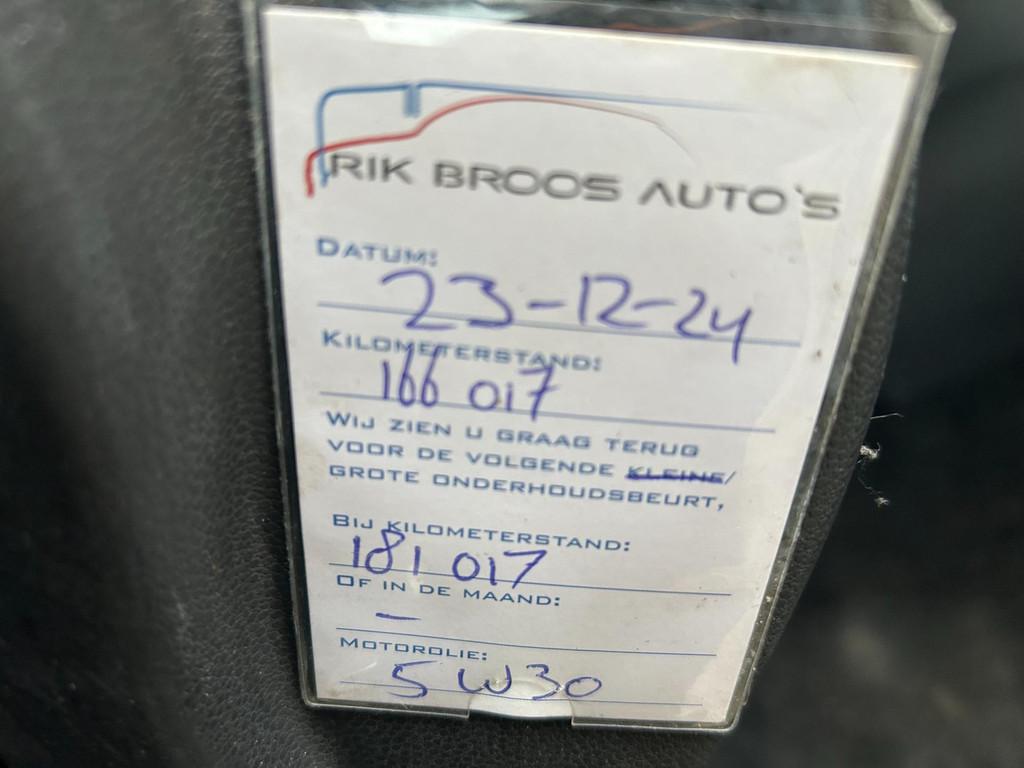 RIK BROOS AUTO'S
DATUM:
23-12-24
KILOMETERSTAND:
166 017
WIJ ZIEN U GRAAG TERUG
VOOR DE VOLGENDE KLEINE/
GROTE ONDERHOUDSBEURT,
BIJ KILOMETERSTAND:
181 017
OF IN DE MAAND:
-
MOTOROLIE:
5W30